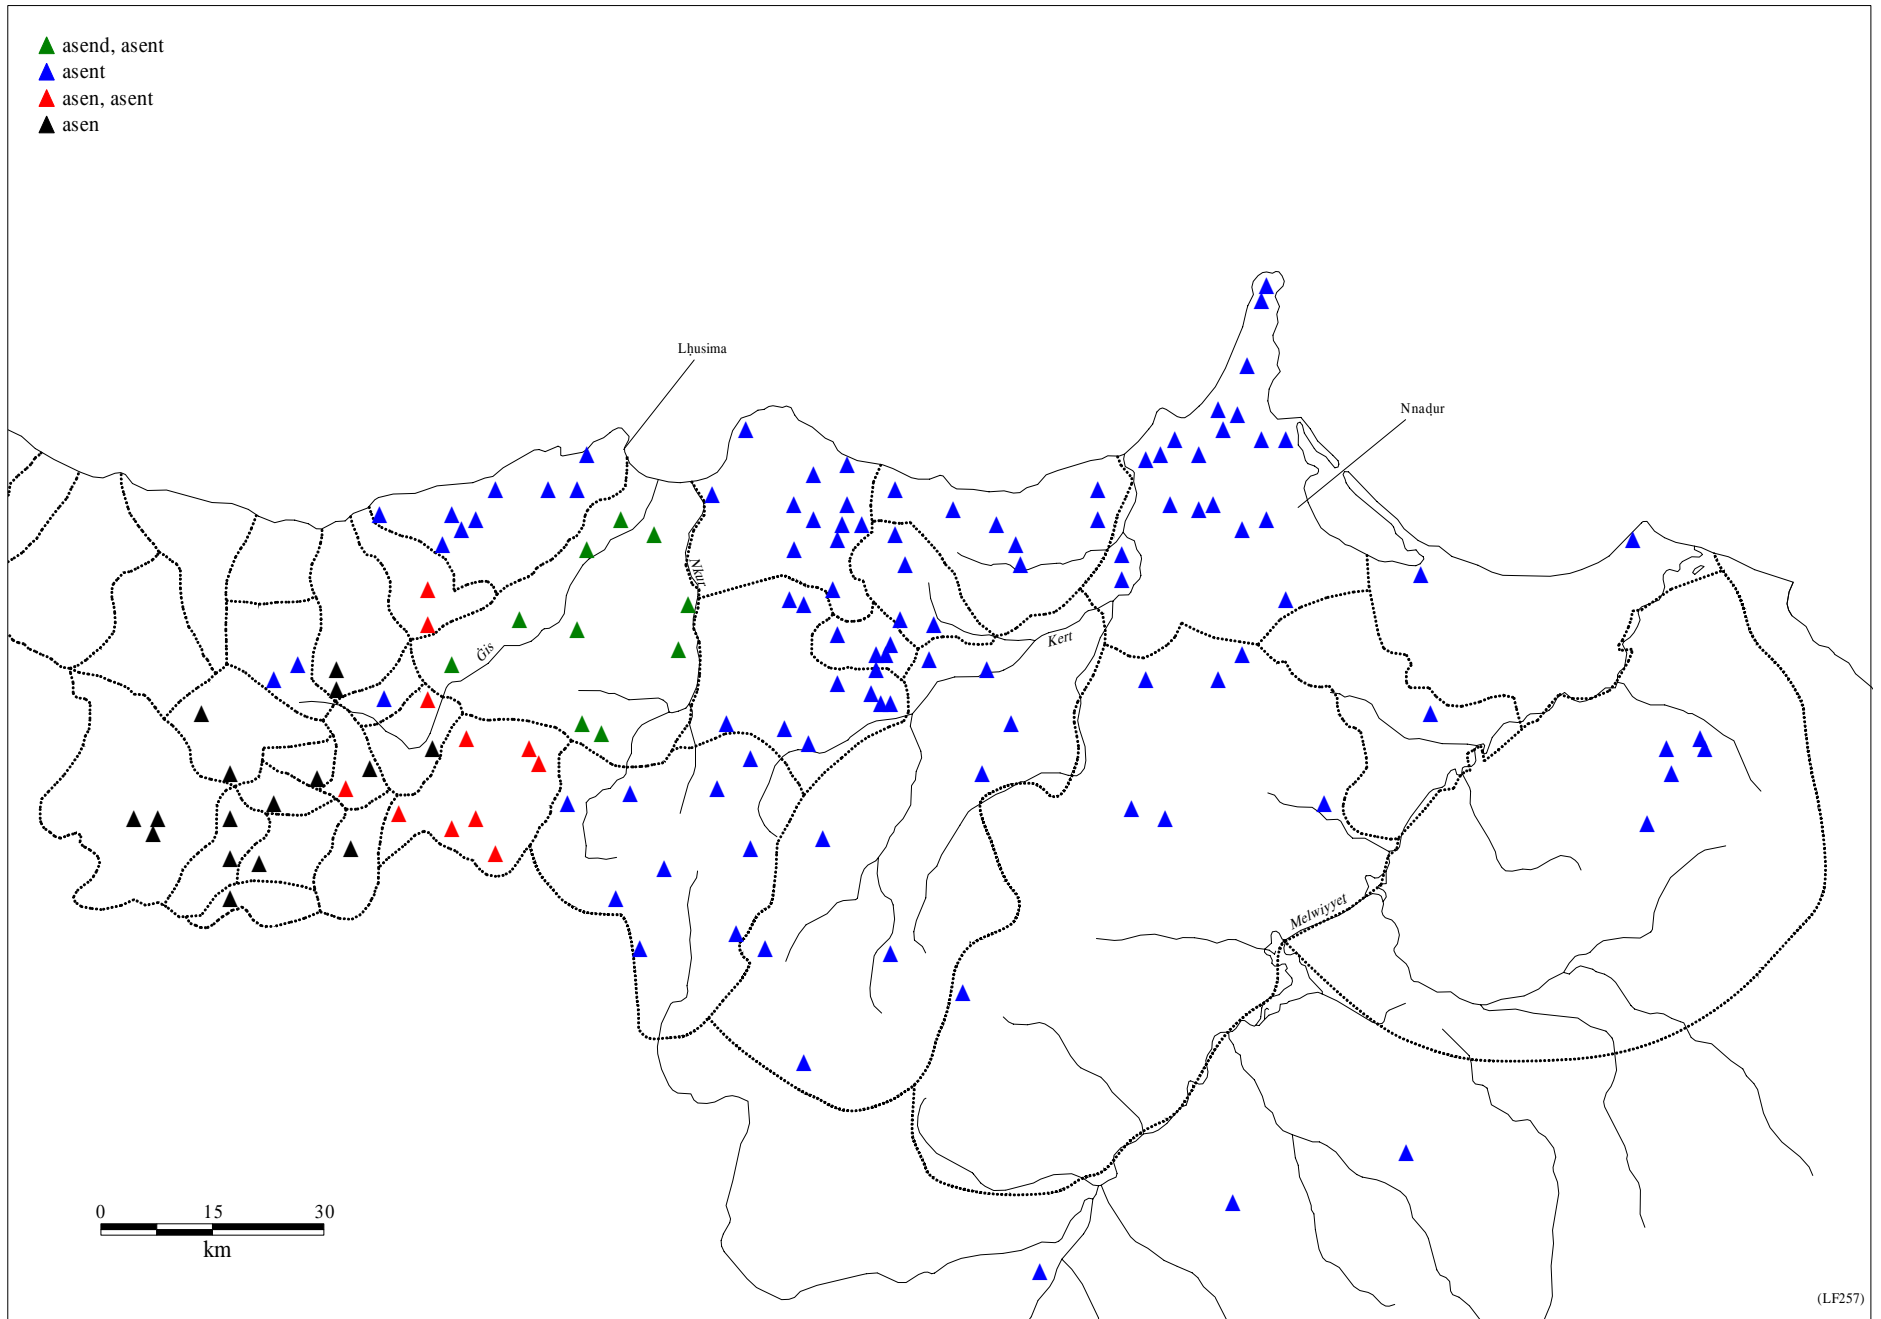 asend, asent
asent
asen, asent
asen
Lḥusima
Nnaḍur
Nkur
Ġis
Kert
Melwiyyet
0 15 30
km
(LF257)